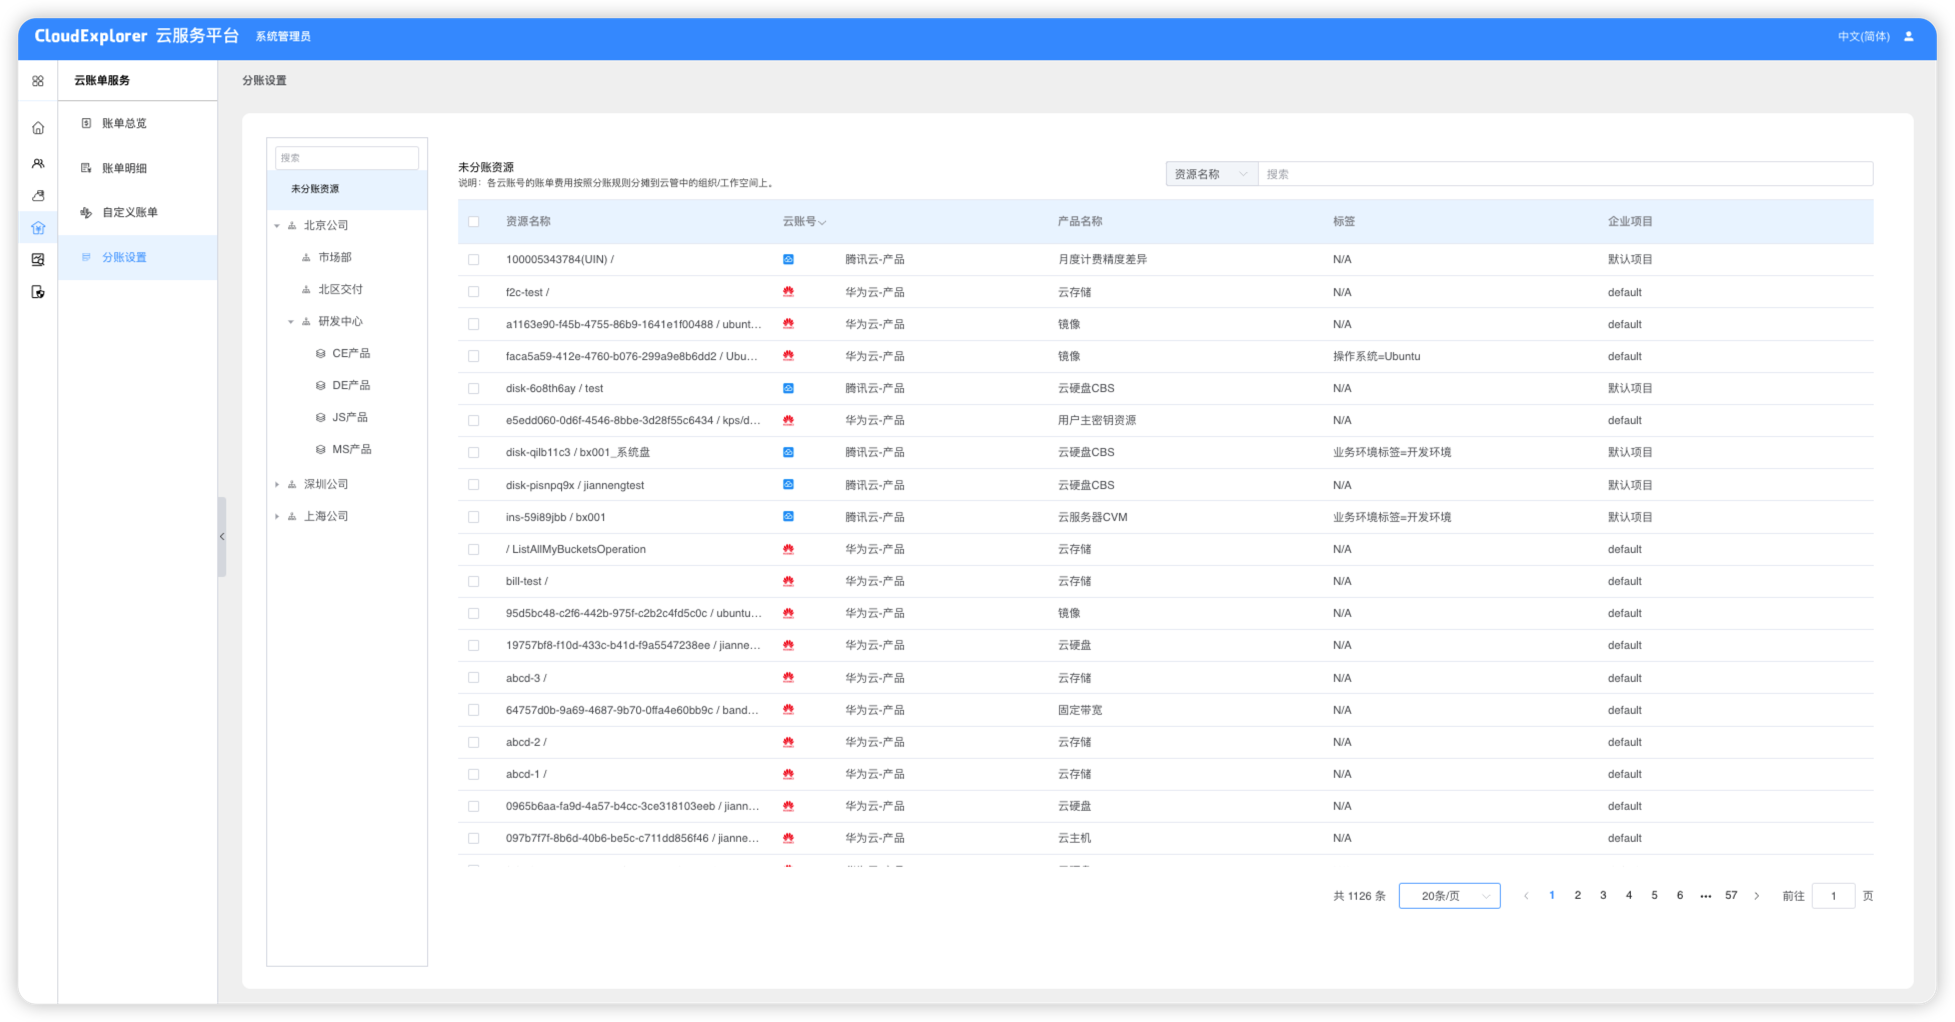 CloudExplorer 云服务平台 系统管理员 中文(简体)
云账单服务
账单总览
账单明细
自定义账单
分账设置
分账设置
搜索
未分账资源
北京公司
市场部
北区交付
研发中心
CE产品
DE产品
JS产品
MS产品
深圳公司
上海公司
未分账资源
说明：各云账号的账单费用按照分账规则分摊到云管中的组织/工作空间上。
资源名称 搜索
资源名称 云账号 产品名称 标签 企业项目
100005343784(UIN) / 腾讯云-产品 月度计费精度差异 N/A 默认项目
f2c-test / 华为云-产品 云存储 N/A default
a1163e90-f45b-4755-86b9-1641e1f00488 / ubunt... 华为云-产品 镜像 N/A default
faca5a59-412e-4760-b076-299a9e8b6dd2 / Ubu... 华为云-产品 镜像 操作系统=Ubuntu default
disk-6o8th6ay / test 腾讯云-产品 云硬盘CBS N/A 默认项目
e5edd060-0d6f-4546-8bbe-3d28f55c6434 / kps/d... 华为云-产品 用户主密钥资源 N/A default
disk-qilb11c3 / bx001_系统盘 腾讯云-产品 云硬盘CBS 业务环境标签=开发环境 默认项目
disk-pisnpq9x / jiannengtest 腾讯云-产品 云硬盘CBS N/A 默认项目
ins-59i89jbb / bx001 腾讯云-产品 云服务器CVM 业务环境标签=开发环境 默认项目
/ ListAllMyBucketsOperation 华为云-产品 云存储 N/A default
bill-test / 华为云-产品 云存储 N/A default
95d5bc48-c2f6-442b-975f-c2b2c4fd5c0c / ubuntu... 华为云-产品 镜像 N/A default
19757bf8-f10d-433c-b41d-f9a5547238ee / jianne... 华为云-产品 云硬盘 N/A default
abcd-3 / 华为云-产品 云存储 N/A default
64757d0b-9a69-4687-9b70-0ffa4e60bb9c / band... 华为云-产品 固定带宽 N/A default
abcd-2 / 华为云-产品 云存储 N/A default
abcd-1 / 华为云-产品 云存储 N/A default
0965b6aa-fa9d-4a57-b4cc-3ce318103eeb / jiann... 华为云-产品 云硬盘 N/A default
097b7f7f-8b6d-40b6-be5c-c711dd856f46 / jianne... 华为云-产品 云主机 N/A default
共 1126 条 20条/页 1 2 3 4 5 6 ••• 57 前往 1 页